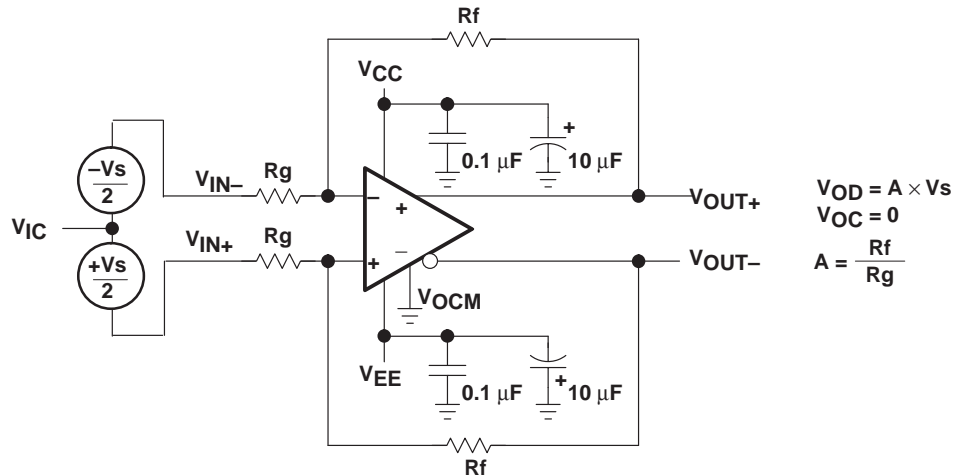 Rf
VCC
+
0.1 μF
10 μF
−Vs
2
VIN−
Rg
−
+
VOUT+
VOD = A × Vs
VOC = 0
VIC
VIN+
Rg
+Vs
2
+
−
VOUT−
A = Rf
Rg
VOCM
VEE
0.1 μF
+
10 μF
Rf